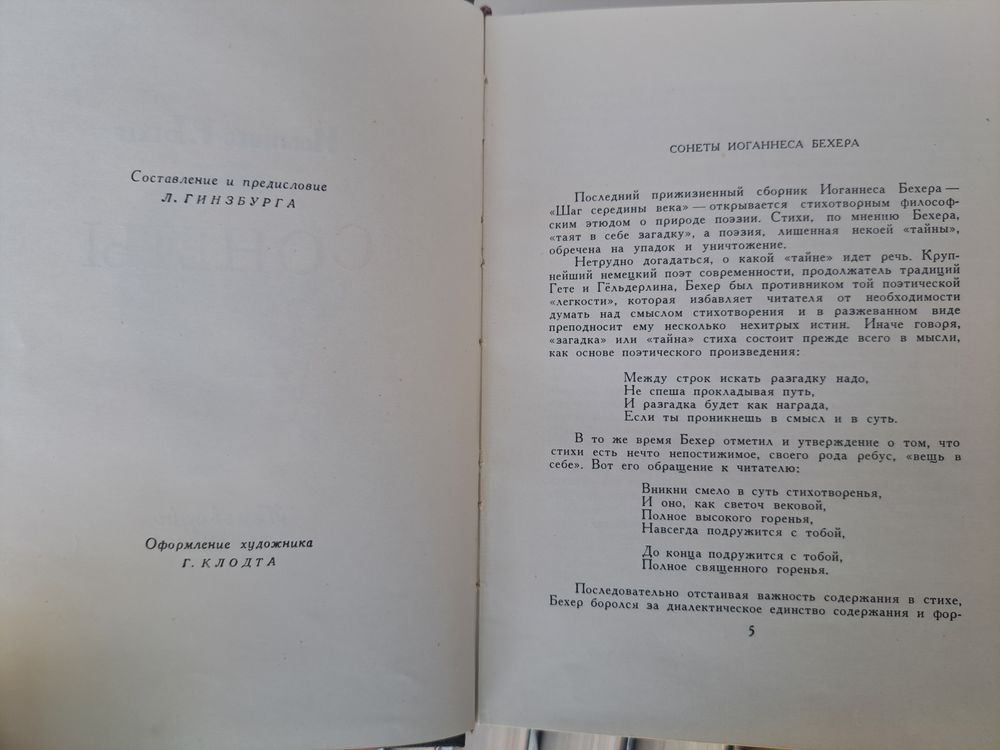 Составление и предисловие
Л. ГИНЗБУРГА
Оформление художника
Г. КЛОДТА
СОНЕТЫ ИОГАННЕСА БЕХЕРА
Последний прижизненный сборник Иоганнеса Бехера —
«Шаг середины века» — открывается стихотворным философ-
ским этюдом о природе поэзии. Стихи, по мнению Бехера,
«таят в себе загадку», а поэзия, лишенная некоей «тайны»,
обречена на упадок и уничтожение.
Нетрудно догадаться, о какой «тайне» идет речь. Круп-
нейший немецкий поэт современности, продолжатель традиций
Гете и Гёльдерлина, Бехер был противником той поэтической
«легкости», которая избавляет читателя от необходимости
думать над смыслом стихотворения и в разжеванном виде
преподносит ему несколько нехитрых истин. Иначе говоря,
«загадка» или «тайна» стиха состоит прежде всего в мысли,
как основе поэтического произведения:
Между строк искать разгадку надо,
Не спеша прокладывая путь,
И разгадка будет как награда,
Если ты проникнешь в смысл и в суть.
В то же время Бехер отметил и утверждение о том, что
стихи есть нечто непостижимое, своего рода ребус, «вещь в
себе». Вот его обращение к читателю:
Вникни смело в суть стихотворенья,
И оно, как светоч вековой,
Полное высокого горенья,
Навсегда подружится с тобой,
До конца подружится с тобой,
Полное священного горенья.
Последовательно отстаивая важность содержания в стихе,
Бехер боролся за диалектическое единство содержания и фор-
5